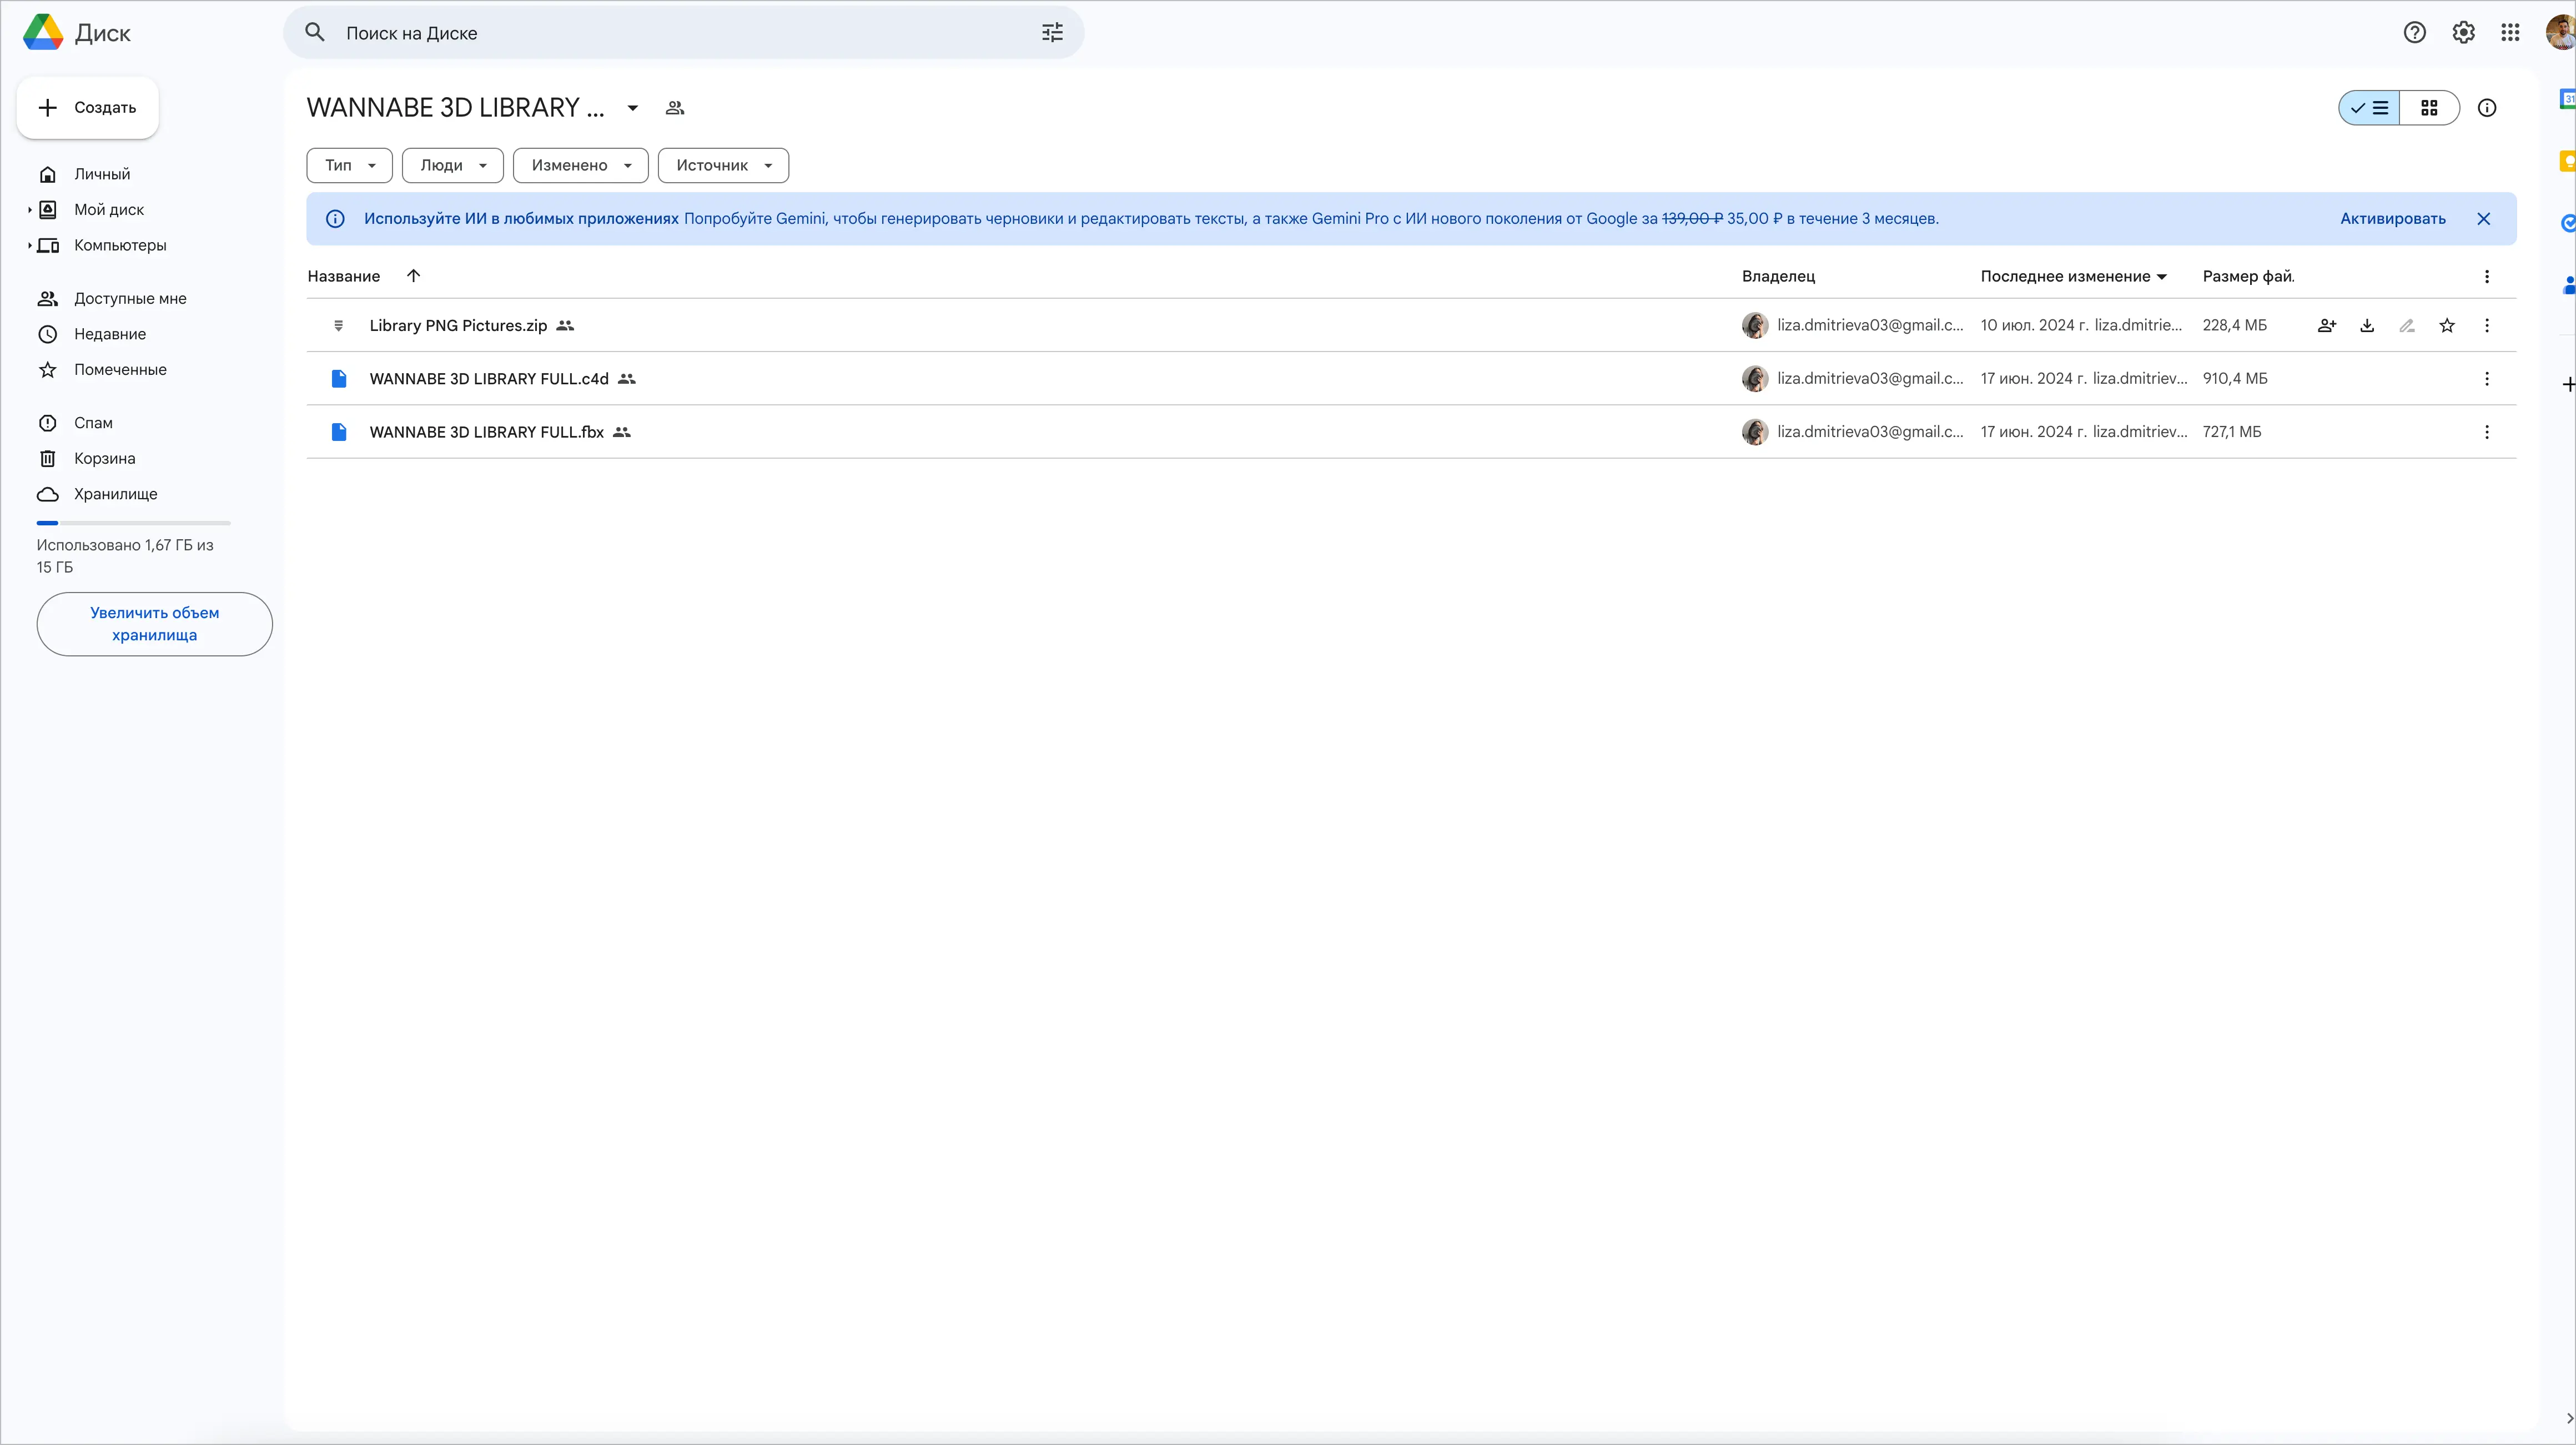 Диск
Поиск на Диске
Создать
Личный
Мой диск
Компьютеры
Доступные мне
Недавние
Помеченные
Спам
Корзина
Хранилище
Использовано 1,67 ГБ из
15 ГБ
Увеличить объем
хранилища
WANNABE 3D LIBRARY ...
Тип
Люди
Изменено
Источник
Используйте ИИ в любимых приложениях Попробуйте Gemini, чтобы генерировать черновики и редактировать тексты, а также Gemini Pro с ИИ нового поколения от Google за 139,00 ₽ 35,00 ₽ в течение 3 месяцев.
Активировать
Название Владелец Последнее изменение Размер фай.
Library PNG Pictures.zip liza.dmitrieva03@gmail.c... 10 июл. 2024 г. liza.dmitrie... 228,4 МБ
WANNABE 3D LIBRARY FULL.c4d liza.dmitrieva03@gmail.c... 17 июн. 2024 г. liza.dmitriev... 910,4 МБ
WANNABE 3D LIBRARY FULL.fbx liza.dmitrieva03@gmail.c... 17 июн. 2024 г. liza.dmitriev... 727,1 МБ
31